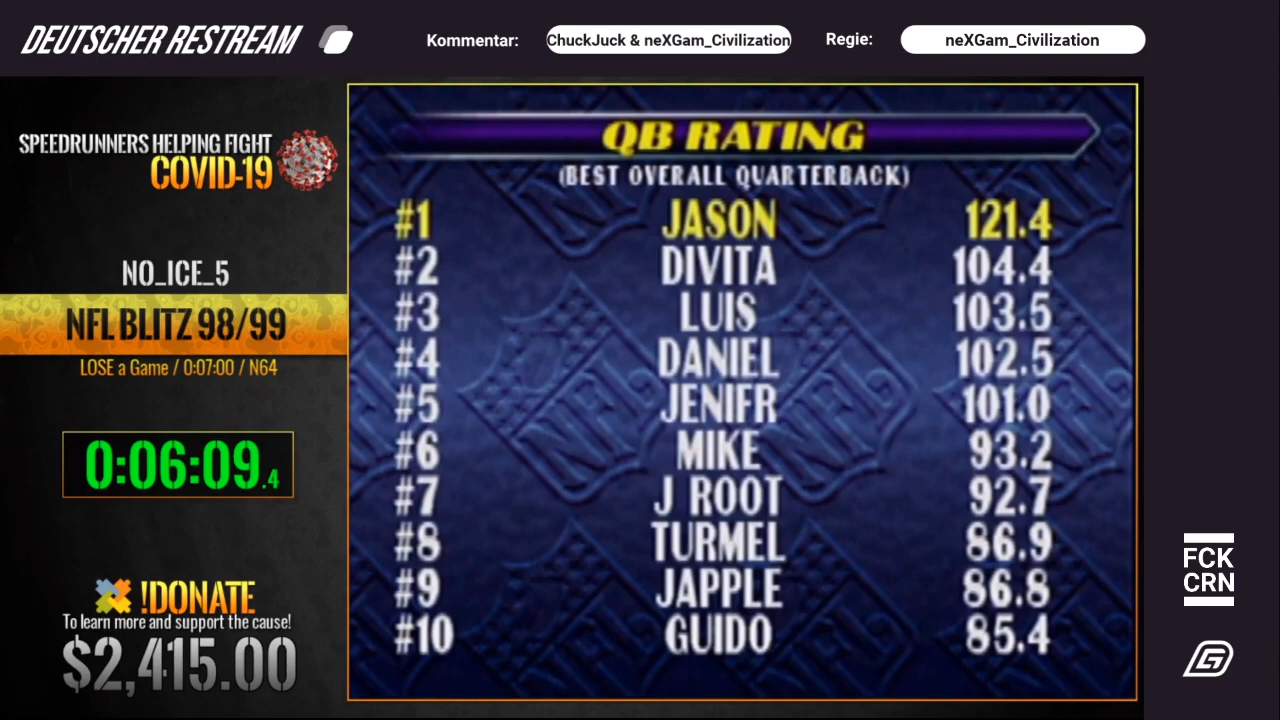 DEUTSCHER RESTREAM
Kommentar:
ChuckJuck & neXGam_Civilization
Regie:
neXGam_Civilization
SPEEDRUNNERS HELPING FIGHT
COVID-19
NO_ICE_5
NFL BLITZ 98/99
LOSE a Game / 0:07:00 / N64
0:06:09.4
!DONATE
To learn more and support the cause!
$2,415.00
QB RATING
(BEST OVERALL QUARTERBACK)
#1 JASON 121.4
#2 DIVITA 104.4
#3 LUIS 103.5
#4 DANIEL 102.5
#5 JENIFR 101.0
#6 MIKE 93.2
#7 J ROOT 92.7
#8 TURMEL 86.9
#9 JAPPLE 86.8
#10 GUIDO 85.4
NFL
NFL
NFL
FCK
CRN
G